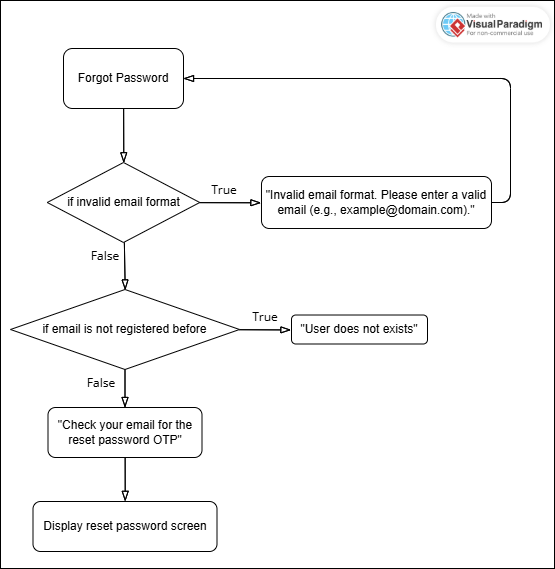 Made with
Visual Paradigm
For non-commercial use
Forgot Password
if invalid email format
True
"Invalid email format. Please enter a valid
email (e.g., example@domain.com)."
False
if email is not registered before
True
"User does not exists"
False
"Check your email for the
reset password OTP"
Display reset password screen